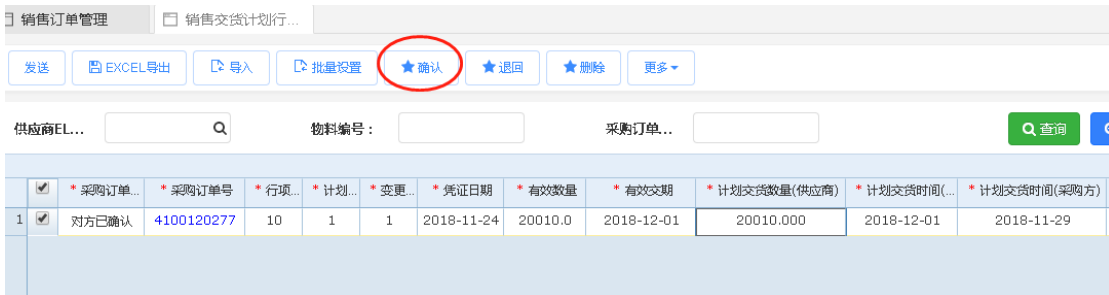 销售订单管理 销售交货计划行...
发送 EXCEL导出 导入 批量设置 确认 退回 删除 更多
供应商EL... 物料编号： 采购订单... 查询
* 采购订单... * 采购订单号 * 行项... * 计划... * 变更... * 凭证日期 * 有效数量 * 有效交期 * 计划交货数量(供应商) * 计划交货时间(... * 计划交货时间(采购方)
1 对方已确认 4100120277 10 1 1 2018-11-24 20010.0 2018-12-01 20010.000 2018-12-01 2018-11-29